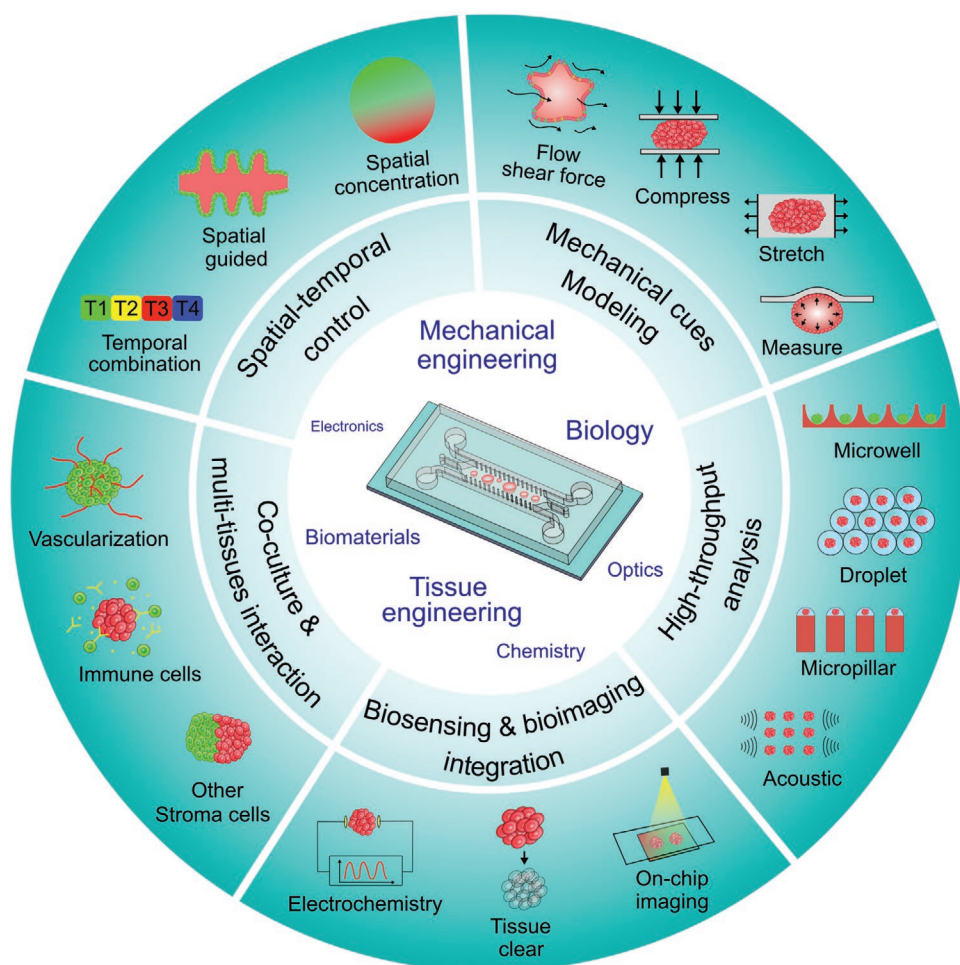 Spatial
concentration
Spatial
guided
T1 T2 T3 T4
Temporal
combination
Spatial-temporal
control
Flow
shear force
Compress
Stretch
Measure
Mechanical cues
Modeling
Microwell
Droplet
Micropillar
Acoustic
High-throughput
analysis
On-chip
imaging
Tissue
clear
Electrochemistry
Biosensing & bioimaging
integration
Vascularization
Immune cells
Other
Stroma cells
Co-culture &
multi-tissues interaction
Mechanical
engineering
Electronics
Biology
Biomaterials
Optics
Tissue
engineering
Chemistry